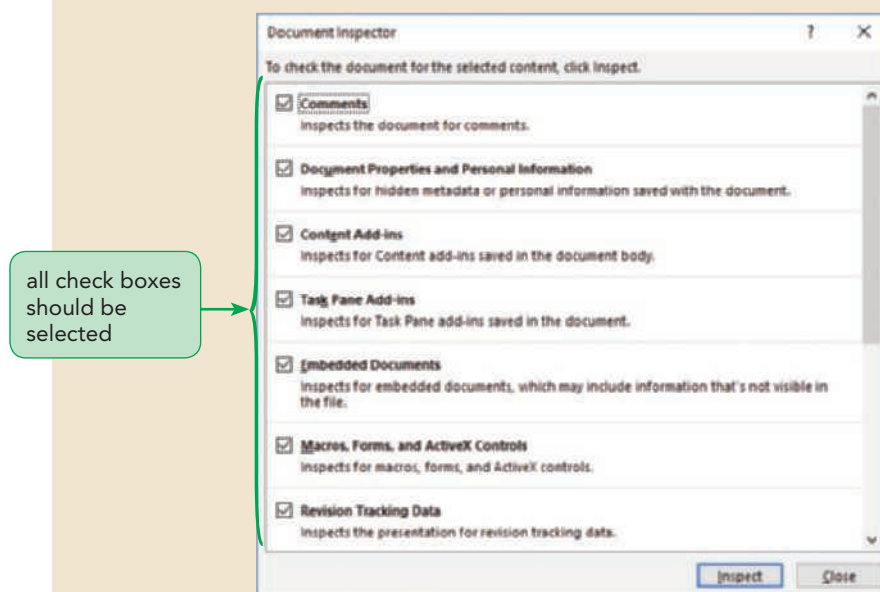 Document Inspector
To check the document for the selected content, click Inspect.
Comments
Inspects the document for comments.
Document Properties and Personal Information
Inspects for hidden metadata or personal information saved with the document.
Content Add-ins
Inspects for Content add-ins saved in the document body.
Task Pane Add-ins
Inspects for Task Pane add-ins saved in the document.
Embedded Documents
Inspects for embedded documents, which may include information that's not visible in
the file.
Macros, Forms, and ActiveX Controls
Inspects for macros, forms, and ActiveX controls.
Revision Tracking Data
Inspects the presentation for revision tracking data.
Inspect Close
all check boxes
should be
selected